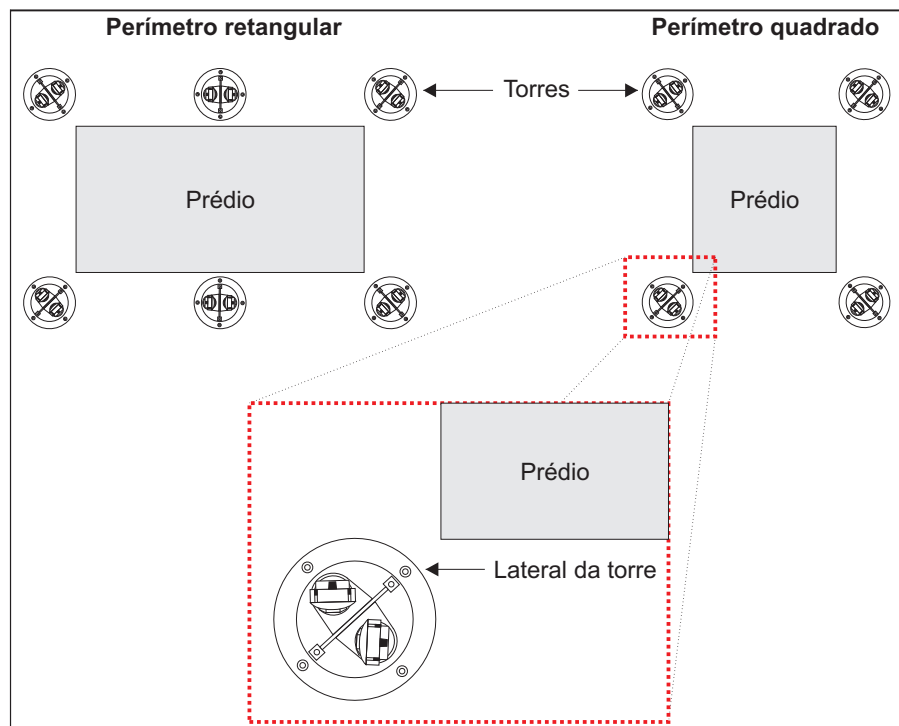 Perímetro retangular
Perímetro quadrado
Torres
Prédio
Prédio
Prédio
Lateral da torre